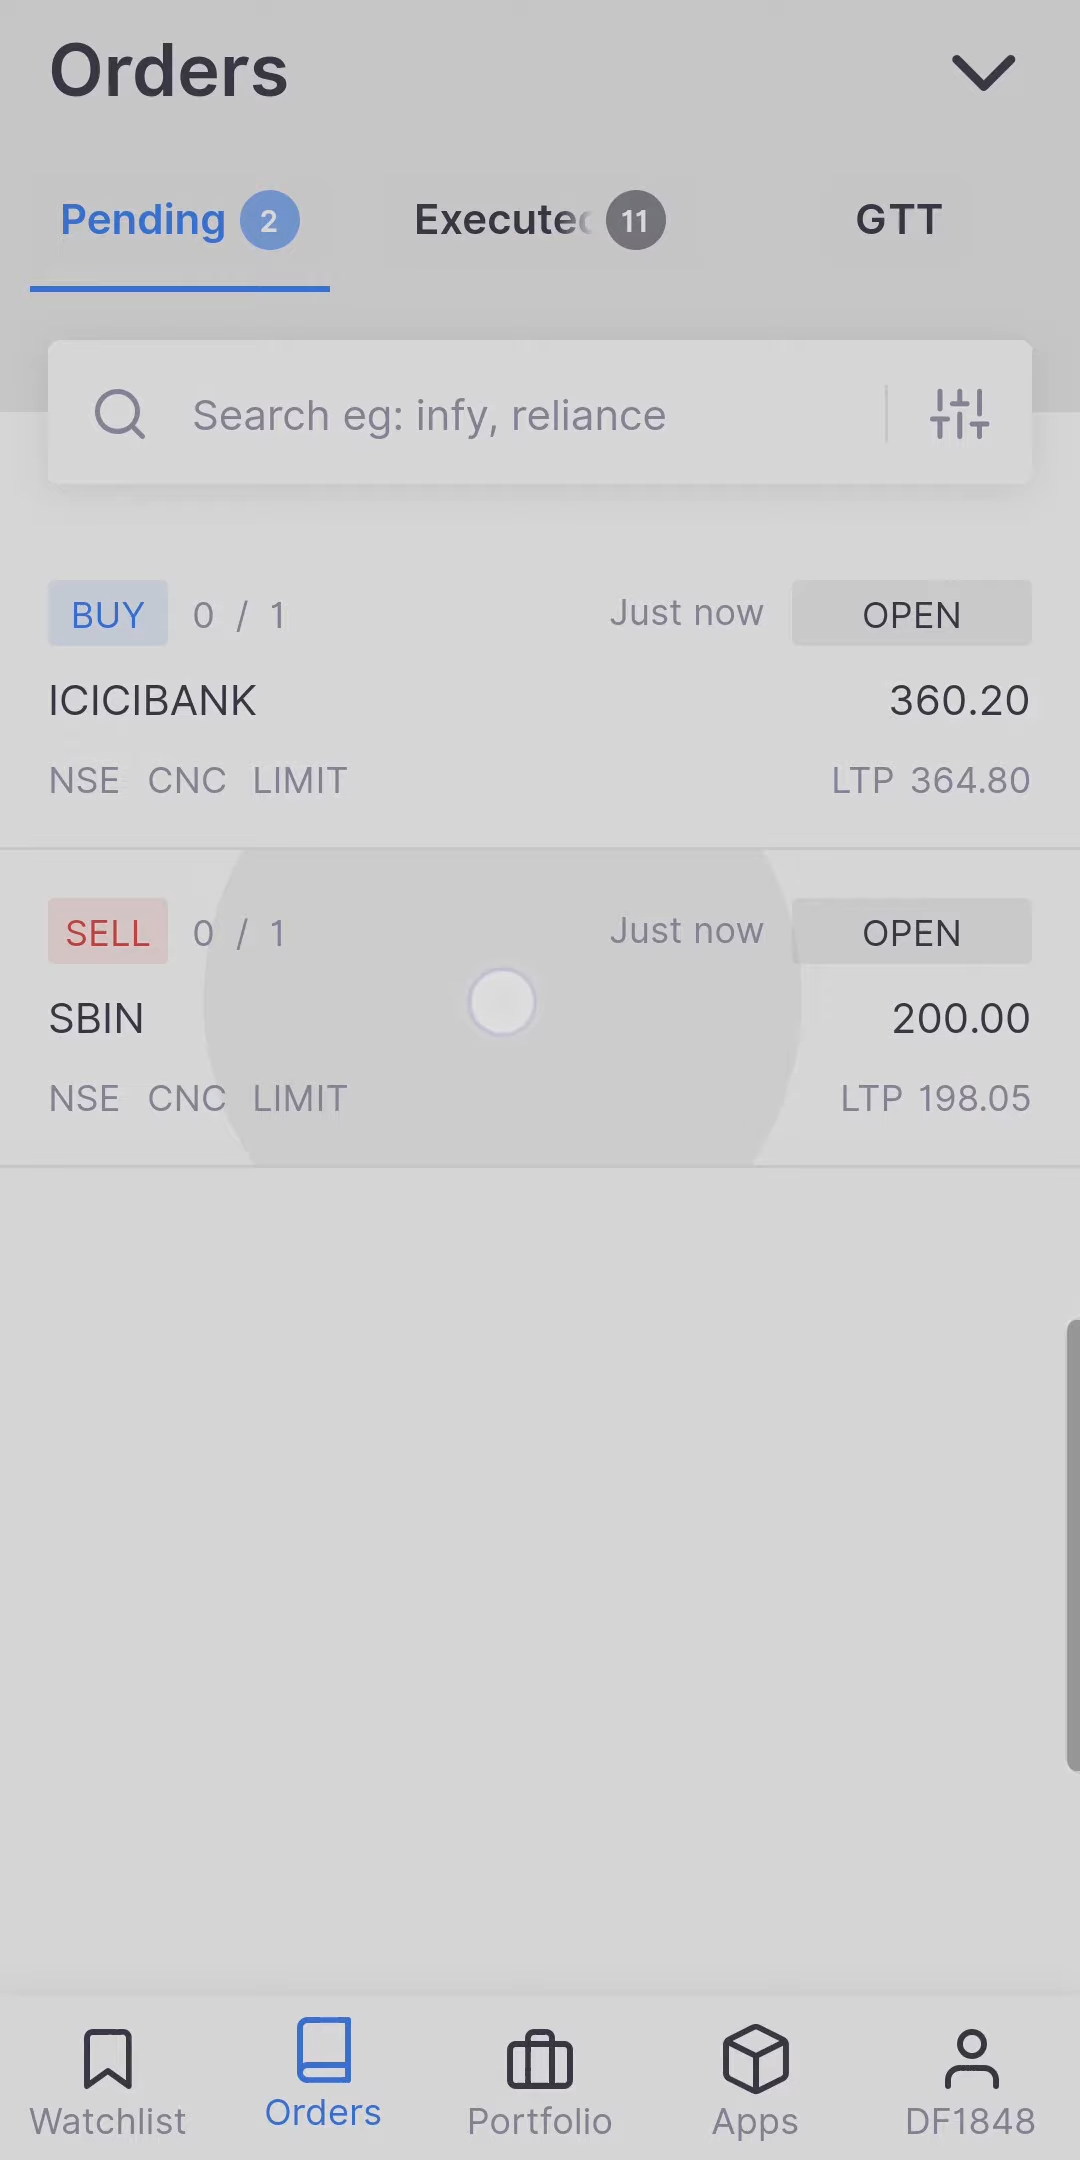 Orders
Pending 2 Executed 11 GTT
Search eg: infy, reliance
BUY 0 / 1 Just now OPEN
ICICIBANK 360.20
NSE CNC LIMIT LTP 364.80
SELL 0 / 1 Just now OPEN
SBIN 200.00
NSE CNC LIMIT LTP 198.05
Watchlist Orders Portfolio Apps DF1848